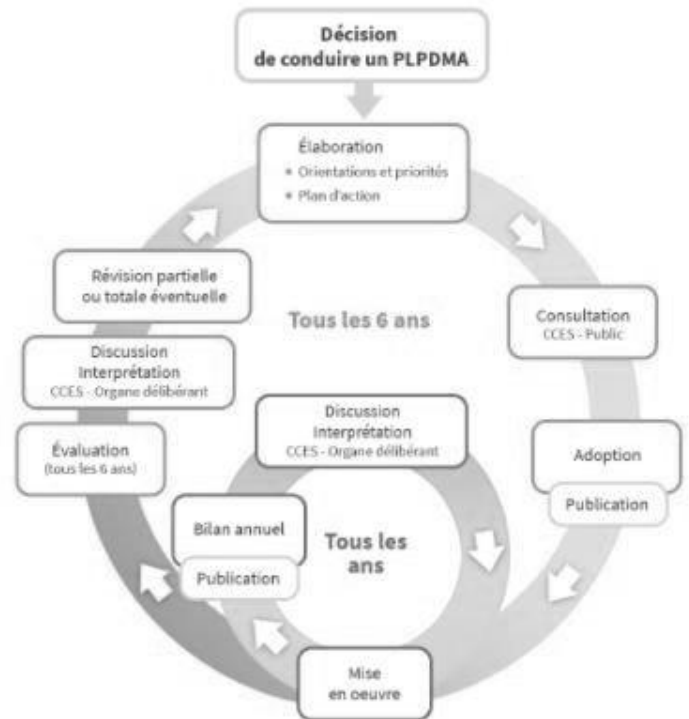 Décision
de conduire un PLPDMA
Élaboration
• Orientations et priorités
• Plan d'action
Révision partielle
ou totale éventuelle
Tous les 6 ans
Consultation
CCES - Public
Discussion
Interprétation
CCES - Organe délibérant
Discussion
Interprétation
CCES - Organe délibérant
Évaluation
(tous les 6 ans)
Adoption
Publication
Bilan annuel
Publication
Tous les
ans
Mise
en oeuvre